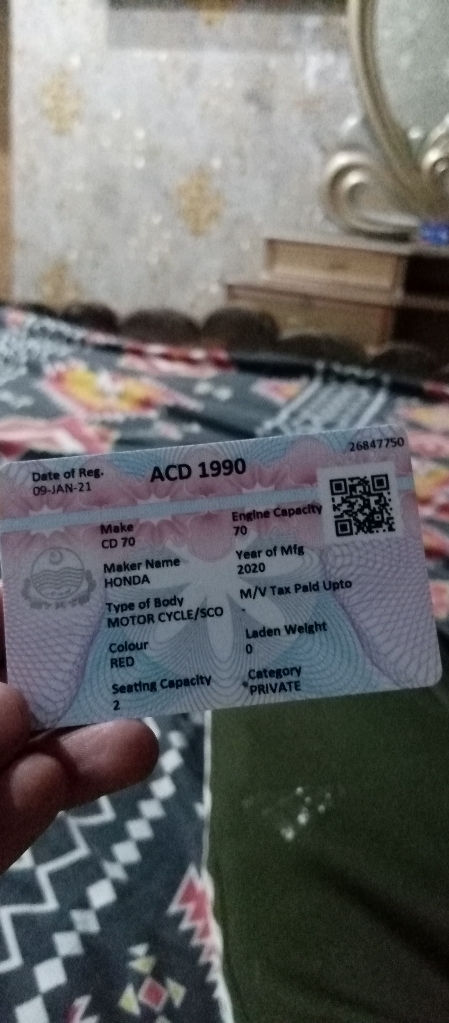 26847750
Date of Reg.
09-JAN-21
ACD 1990
Make
CD 70
Engine Capacity
70
Maker Name
HONDA
Year of Mfg
2020
Type of Body
MOTOR CYCLE/SCO
M/V Tax Paid Upto
-
Colour
RED
Laden Weight
0
Seating Capacity
2
Category
*PRIVATE